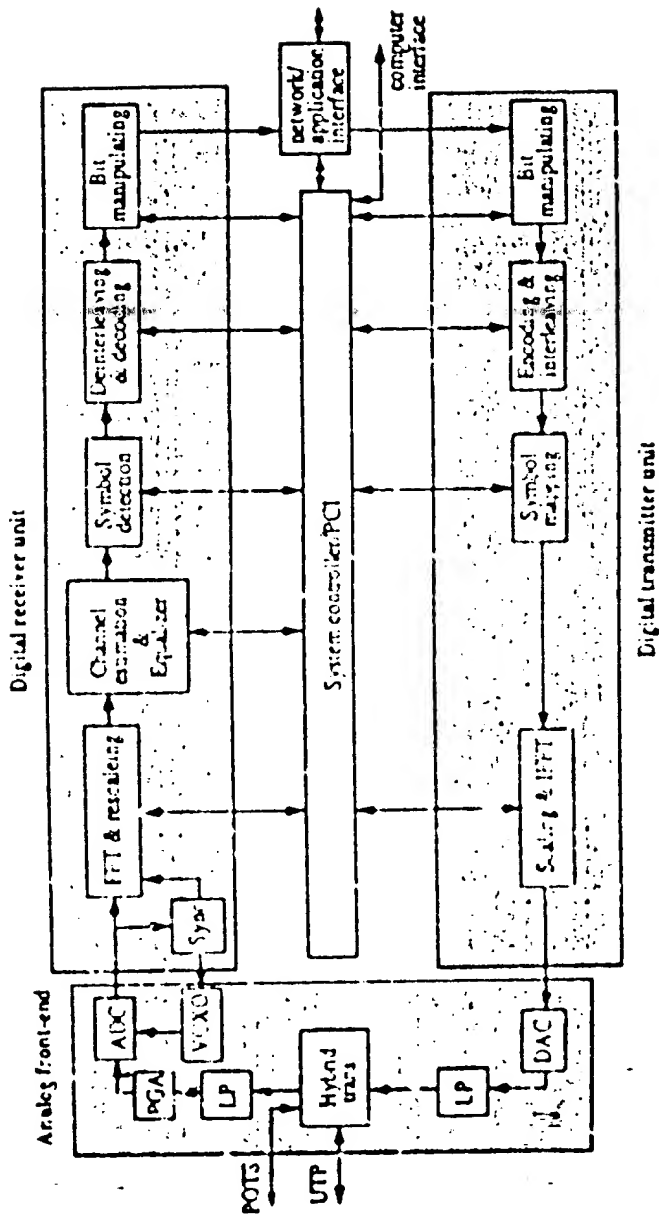 Digital receiver unit
Analog front-end
ADC
VCXO
PGA
LP
Hybrid
trans
POTS
UTP
LP
DAC
Sync
FFT & rescaleing
Channel
estimation
&
Equalizer
Symbol
detection
Deinterleaving
& decoding
Bit
manipulating
System controller/PCI
network/
application
interface
computer
interface
Scaling & IFFT
Symbol
mapping
Encoding &
interleaving
Bit
manipulating
Digital transmitter unit